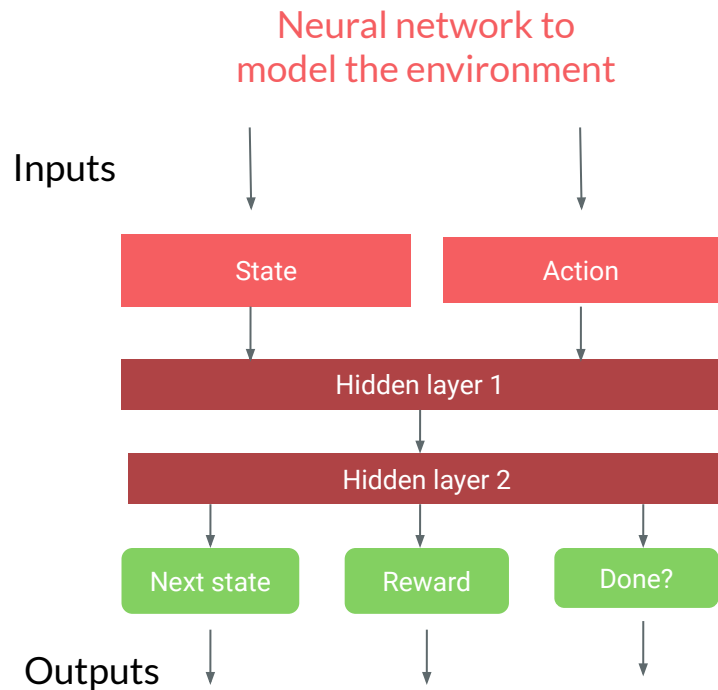 Neural network to
model the environment
Inputs
State
Action
Hidden layer 1
Hidden layer 2
Next state
Reward
Done?
Outputs